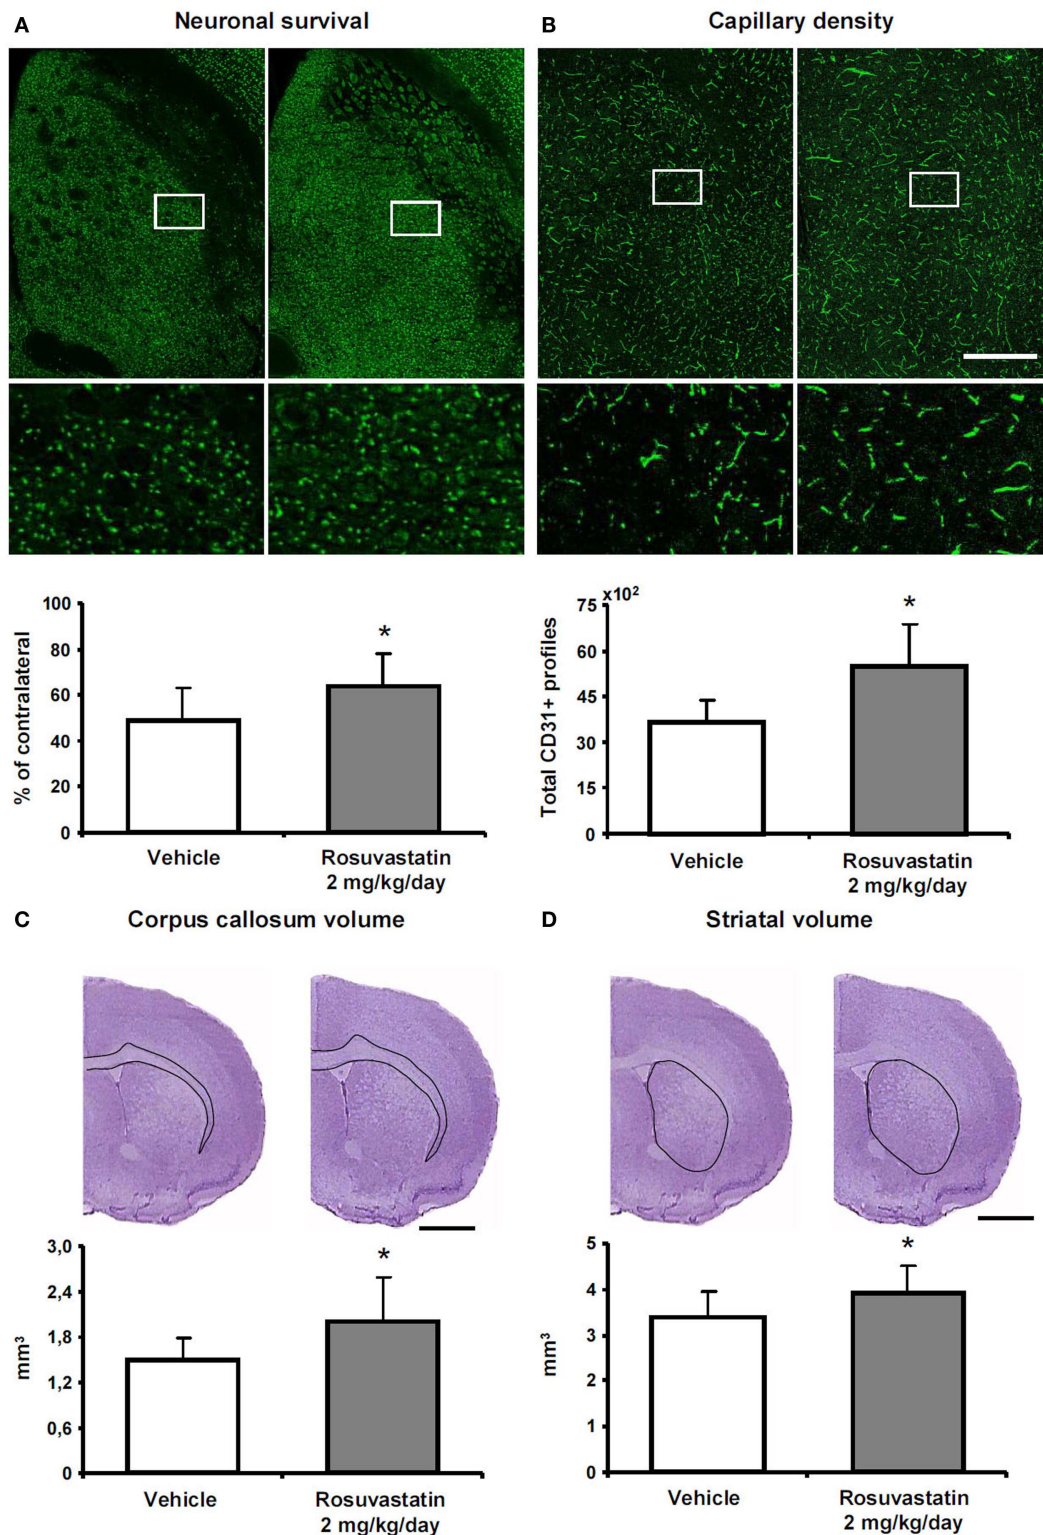 A Neuronal survival
B Capillary density
100
80
60
40
20
0
% of contralateral
*
Vehicle
Rosuvastatin
2 mg/kg/day
x10²
75
60
45
30
15
0
Total CD31+ profiles
*
Vehicle
Rosuvastatin
2 mg/kg/day
C Corpus callosum volume
D Striatal volume
3,0
2,4
1,8
1,2
0,6
0
mm³
*
Vehicle
Rosuvastatin
2 mg/kg/day
5
4
3
2
1
0
mm³
*
Vehicle
Rosuvastatin
2 mg/kg/day